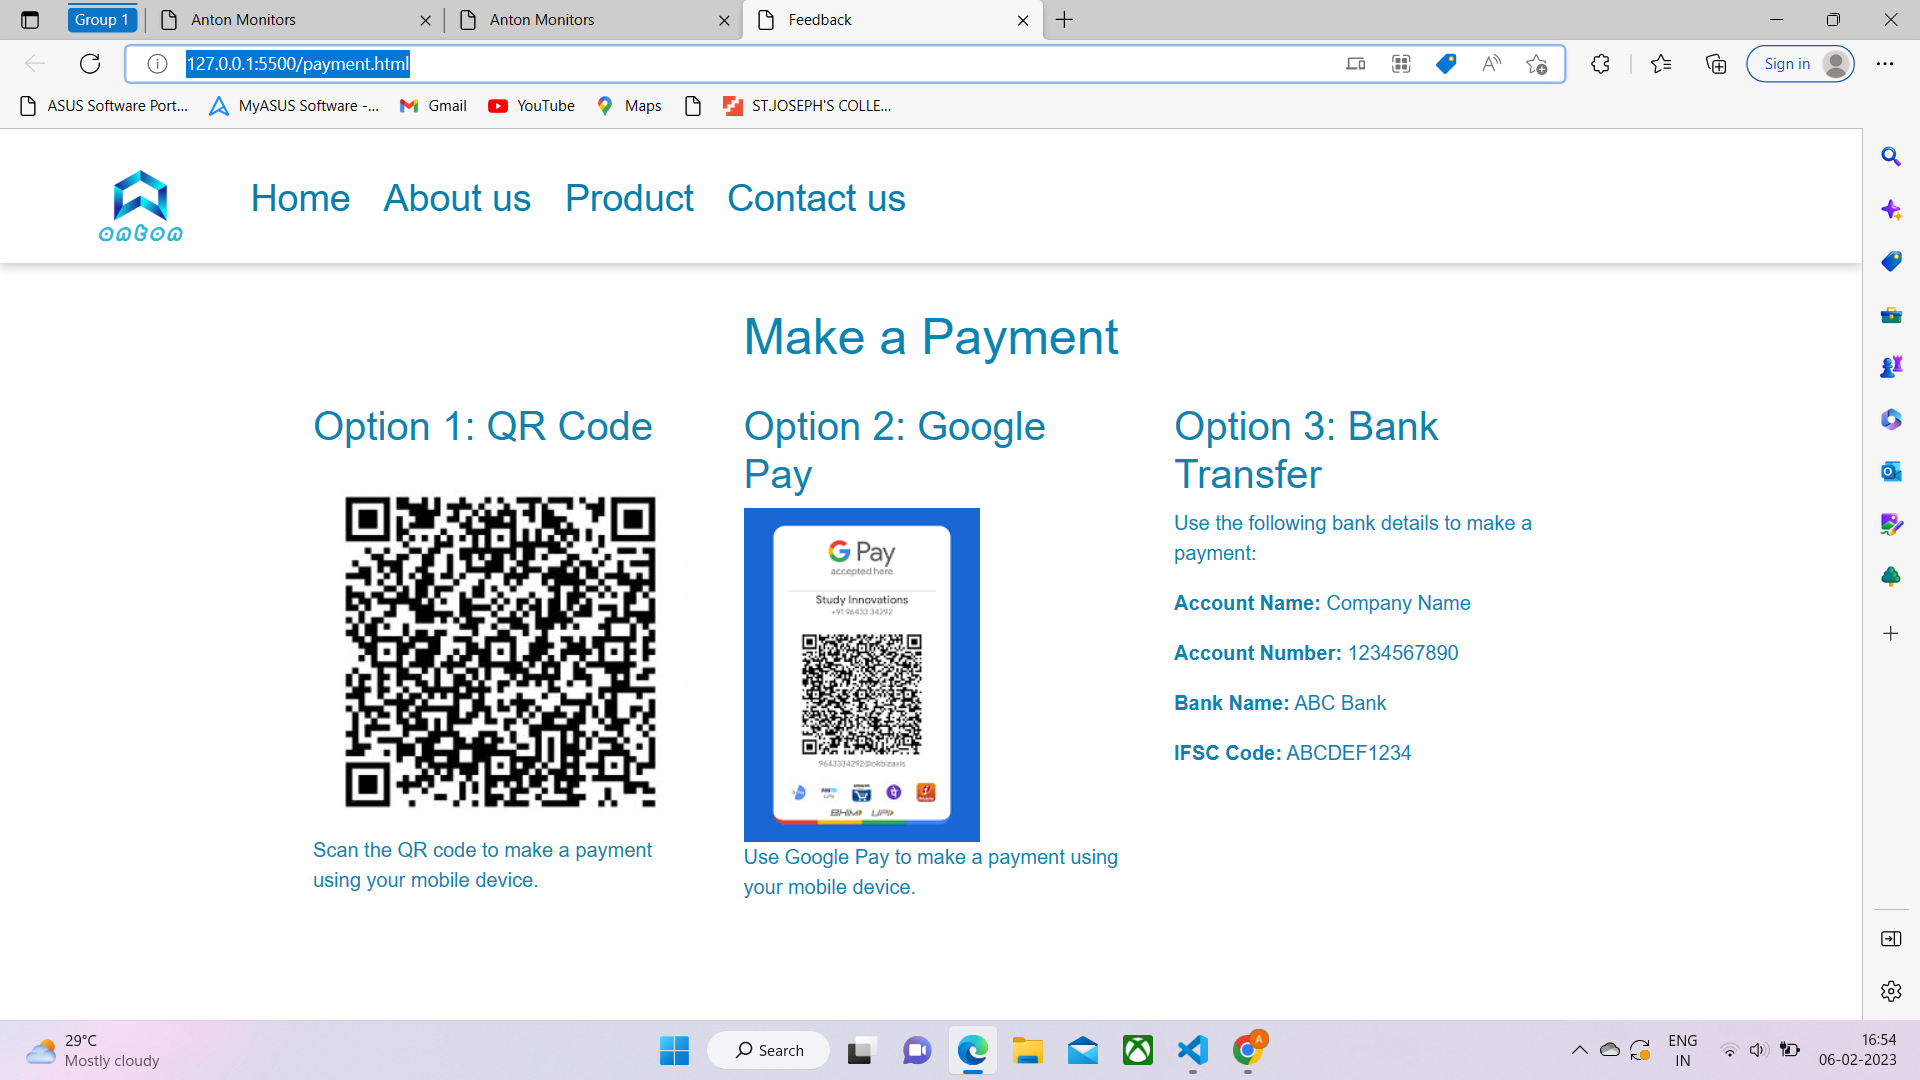 Group 1
Anton Monitors
Anton Monitors
Feedback
127.0.0.1:5500/payment.html
Sign in
ASUS Software Port...
MyASUS Software -...
Gmail
YouTube
Maps
ST.JOSEPH'S COLLE...
anton
Home
About us
Product
Contact us
Make a Payment
Option 1: QR Code
Scan the QR code to make a payment
using your mobile device.
Option 2: Google
Pay
G Pay
accepted here
Study Innovations
+91 96433 34292
9643334292@okbizaxis
BHIM UPI
Use Google Pay to make a payment using
your mobile device.
Option 3: Bank
Transfer
Use the following bank details to make a
payment:
Account Name: Company Name
Account Number: 1234567890
Bank Name: ABC Bank
IFSC Code: ABCDEF1234
29°C
Mostly cloudy
Search
A
ENG
IN
16:54
06-02-2023